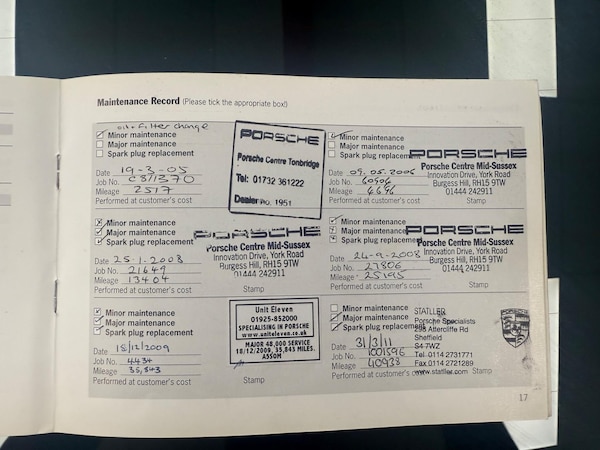 Maintenance Record (Please tick the appropriate box!)
oil + Filter change
Minor maintenance
Major maintenance
Spark plug replacement
Date 19-3-05
Job No.
Mileage 2517
Performed at customer's cost
PORSCHE
Porsche Centre Tonbridge
Tel: 01732 361222
Dealer no. 1951
Minor maintenance
Major maintenance
Spark plug replacement
Date 09.05.2006
Job No. 60906
Mileage 6696
Performed at customer's cost
PORSCHE
Porsche Centre Mid-Sussex
Innovation Drive, York Road
Burgess Hill, RH15 9TW
01444 242911
Stamp
Minor maintenance
Major maintenance
Spark plug replacement
Date 25-1-2008
Job No. 21649
Mileage 13404
Performed at customer's cost
PORSCHE
Porsche Centre Mid-Sussex
Innovation Drive, York Road
Burgess Hill, RH15 9TW
01444 242911
Stamp
Minor maintenance
Major maintenance
Spark plug replacement
Date 24-9-2008
Job No. 27806
Mileage 25195
Performed at customer's cost
PORSCHE
Porsche Centre Mid-Sussex
Innovation Drive, York Road
Burgess Hill, RH15 9TW
01444 242911
Stamp
Minor maintenance
Major maintenance
Spark plug replacement
Date 18/12/2009
Job No. 4434
Mileage 35,843
Performed at customer's cost
Unit Eleven
01925-852000
SPECIALISING IN PORSCHE
www.uniteleven.co.uk
MAJOR 48,000 SERVICE
18/12/2009, 35,843 MILES.
ASSOM
Stamp
Minor maintenance
Major maintenance
Spark plug replacement
Date 31/3/11
Job No. 1001596
Mileage 40938
Performed at customer's cost
STATLLER
Porsche Specialists
Attercliffe Rd
Sheffield
S4 7WZ
Tel 0114 2731771
Fax 0114 2721289
www.statller.com
Stamp
17